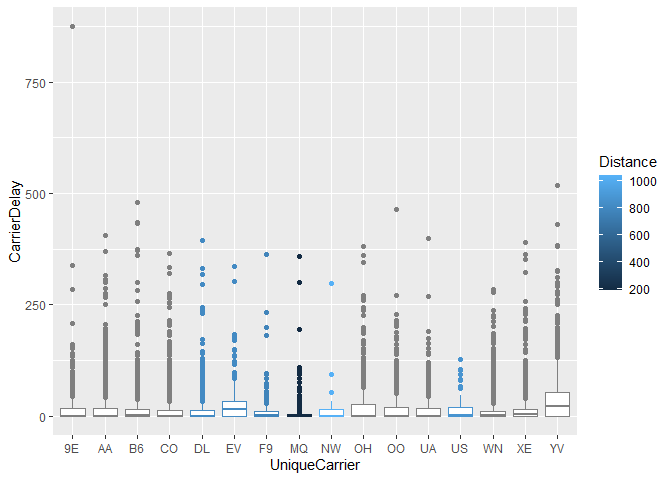 750
500
250
0
CarrierDelay
9E AA B6 CO DL EV F9 MQ NW OH OO UA US WN XE YV
UniqueCarrier
Distance
1000
800
600
400
200